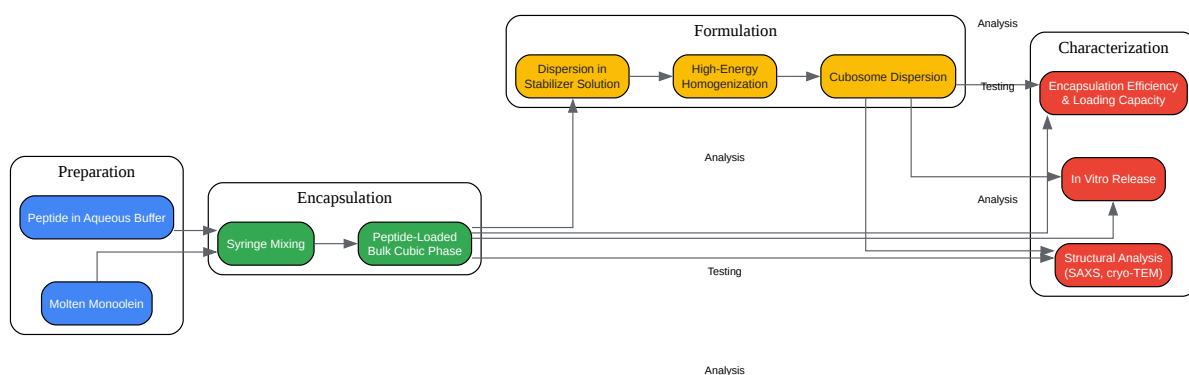 Preparation
Peptide in Aqueous Buffer
Molten Monoolein
Encapsulation
Syringe Mixing
Peptide-Loaded
Bulk Cubic Phase
Formulation
Dispersion in
Stabilizer Solution
High-Energy
Homogenization
Cubosome Dispersion
Analysis
Testing
Analysis
Analysis
Testing
Analysis
Characterization
Encapsulation Efficiency
& Loading Capacity
In Vitro Release
Structural Analysis
(SAXS, cryo-TEM)